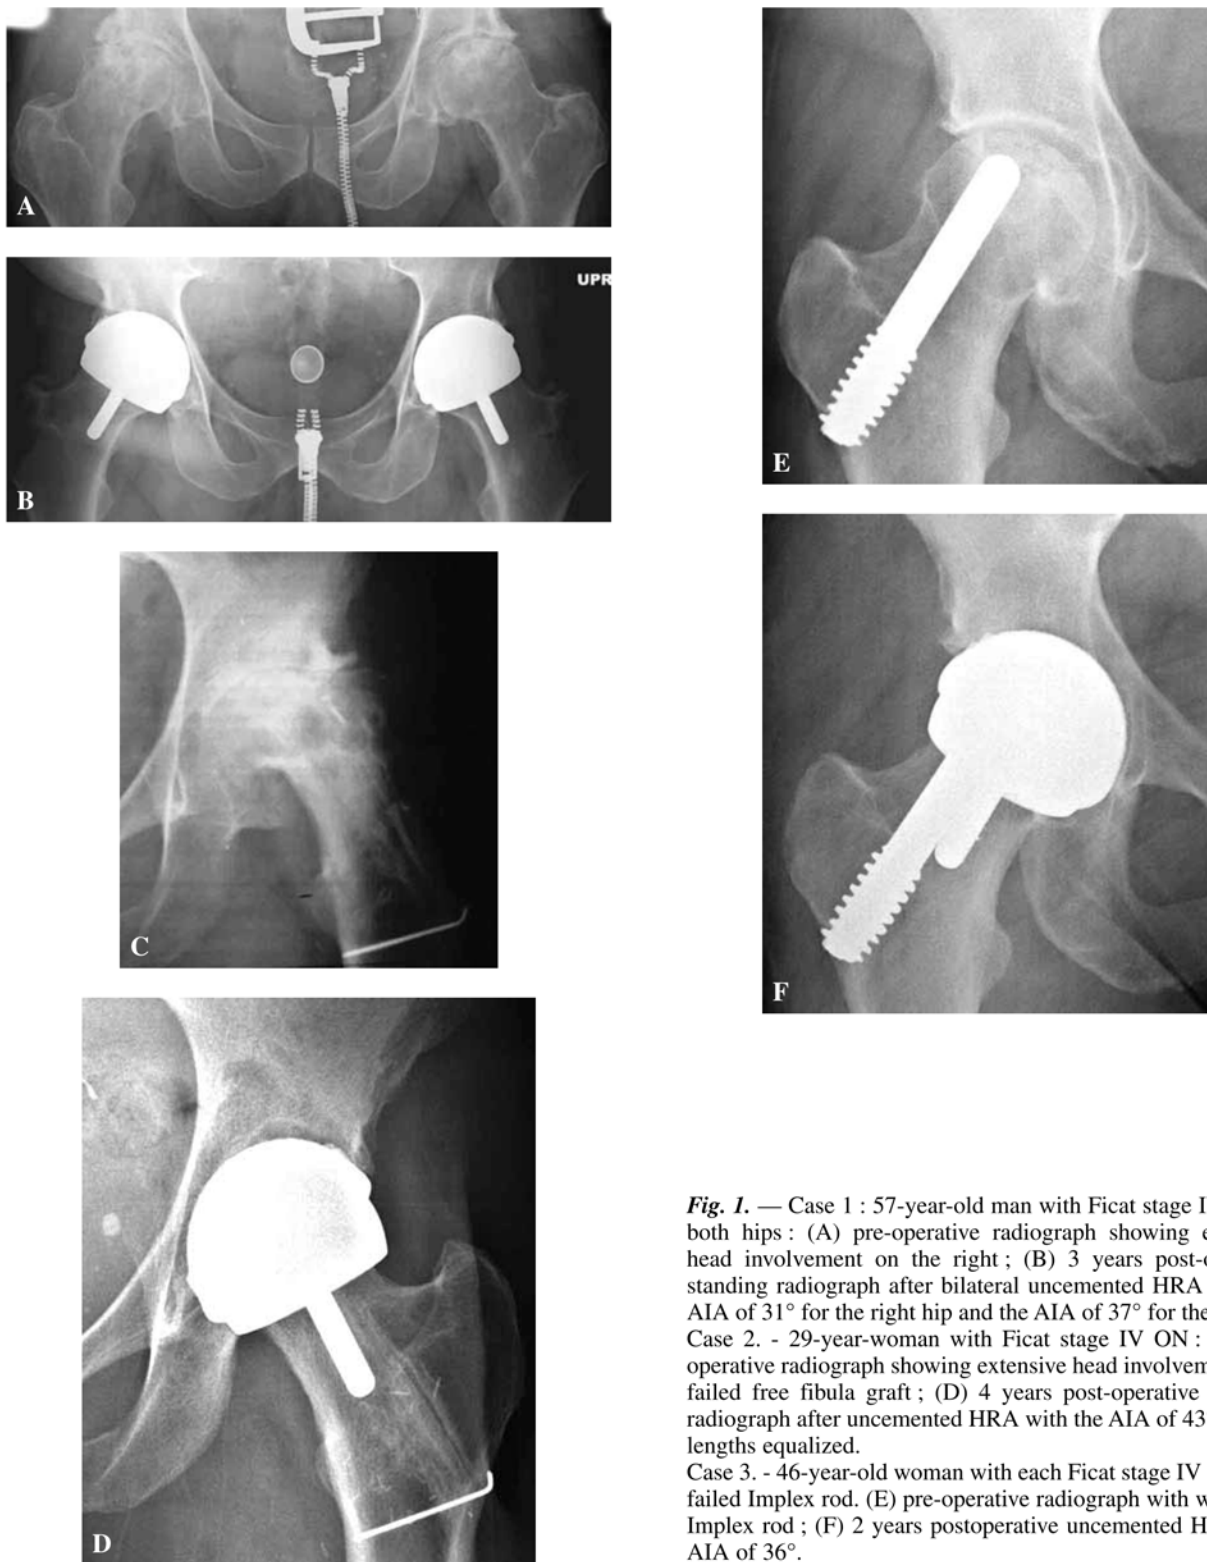 A
UPR
B
C
D
E
F
Fig. 1. — Case 1 : 57-year-old man with Ficat stage I
both hips : (A) pre-operative radiograph showing e
head involvement on the right ; (B) 3 years post-o
standing radiograph after bilateral uncemented HRA
AIA of 31° for the right hip and the AIA of 37° for the
Case 2. - 29-year-woman with Ficat stage IV ON :
operative radiograph showing extensive head involvem
failed free fibula graft ; (D) 4 years post-operative
radiograph after uncemented HRA with the AIA of 43
lengths equalized.
Case 3. - 46-year-old woman with each Ficat stage IV
failed Implex rod. (E) pre-operative radiograph with w
Implex rod ; (F) 2 years postoperative uncemented H
AIA of 36°.